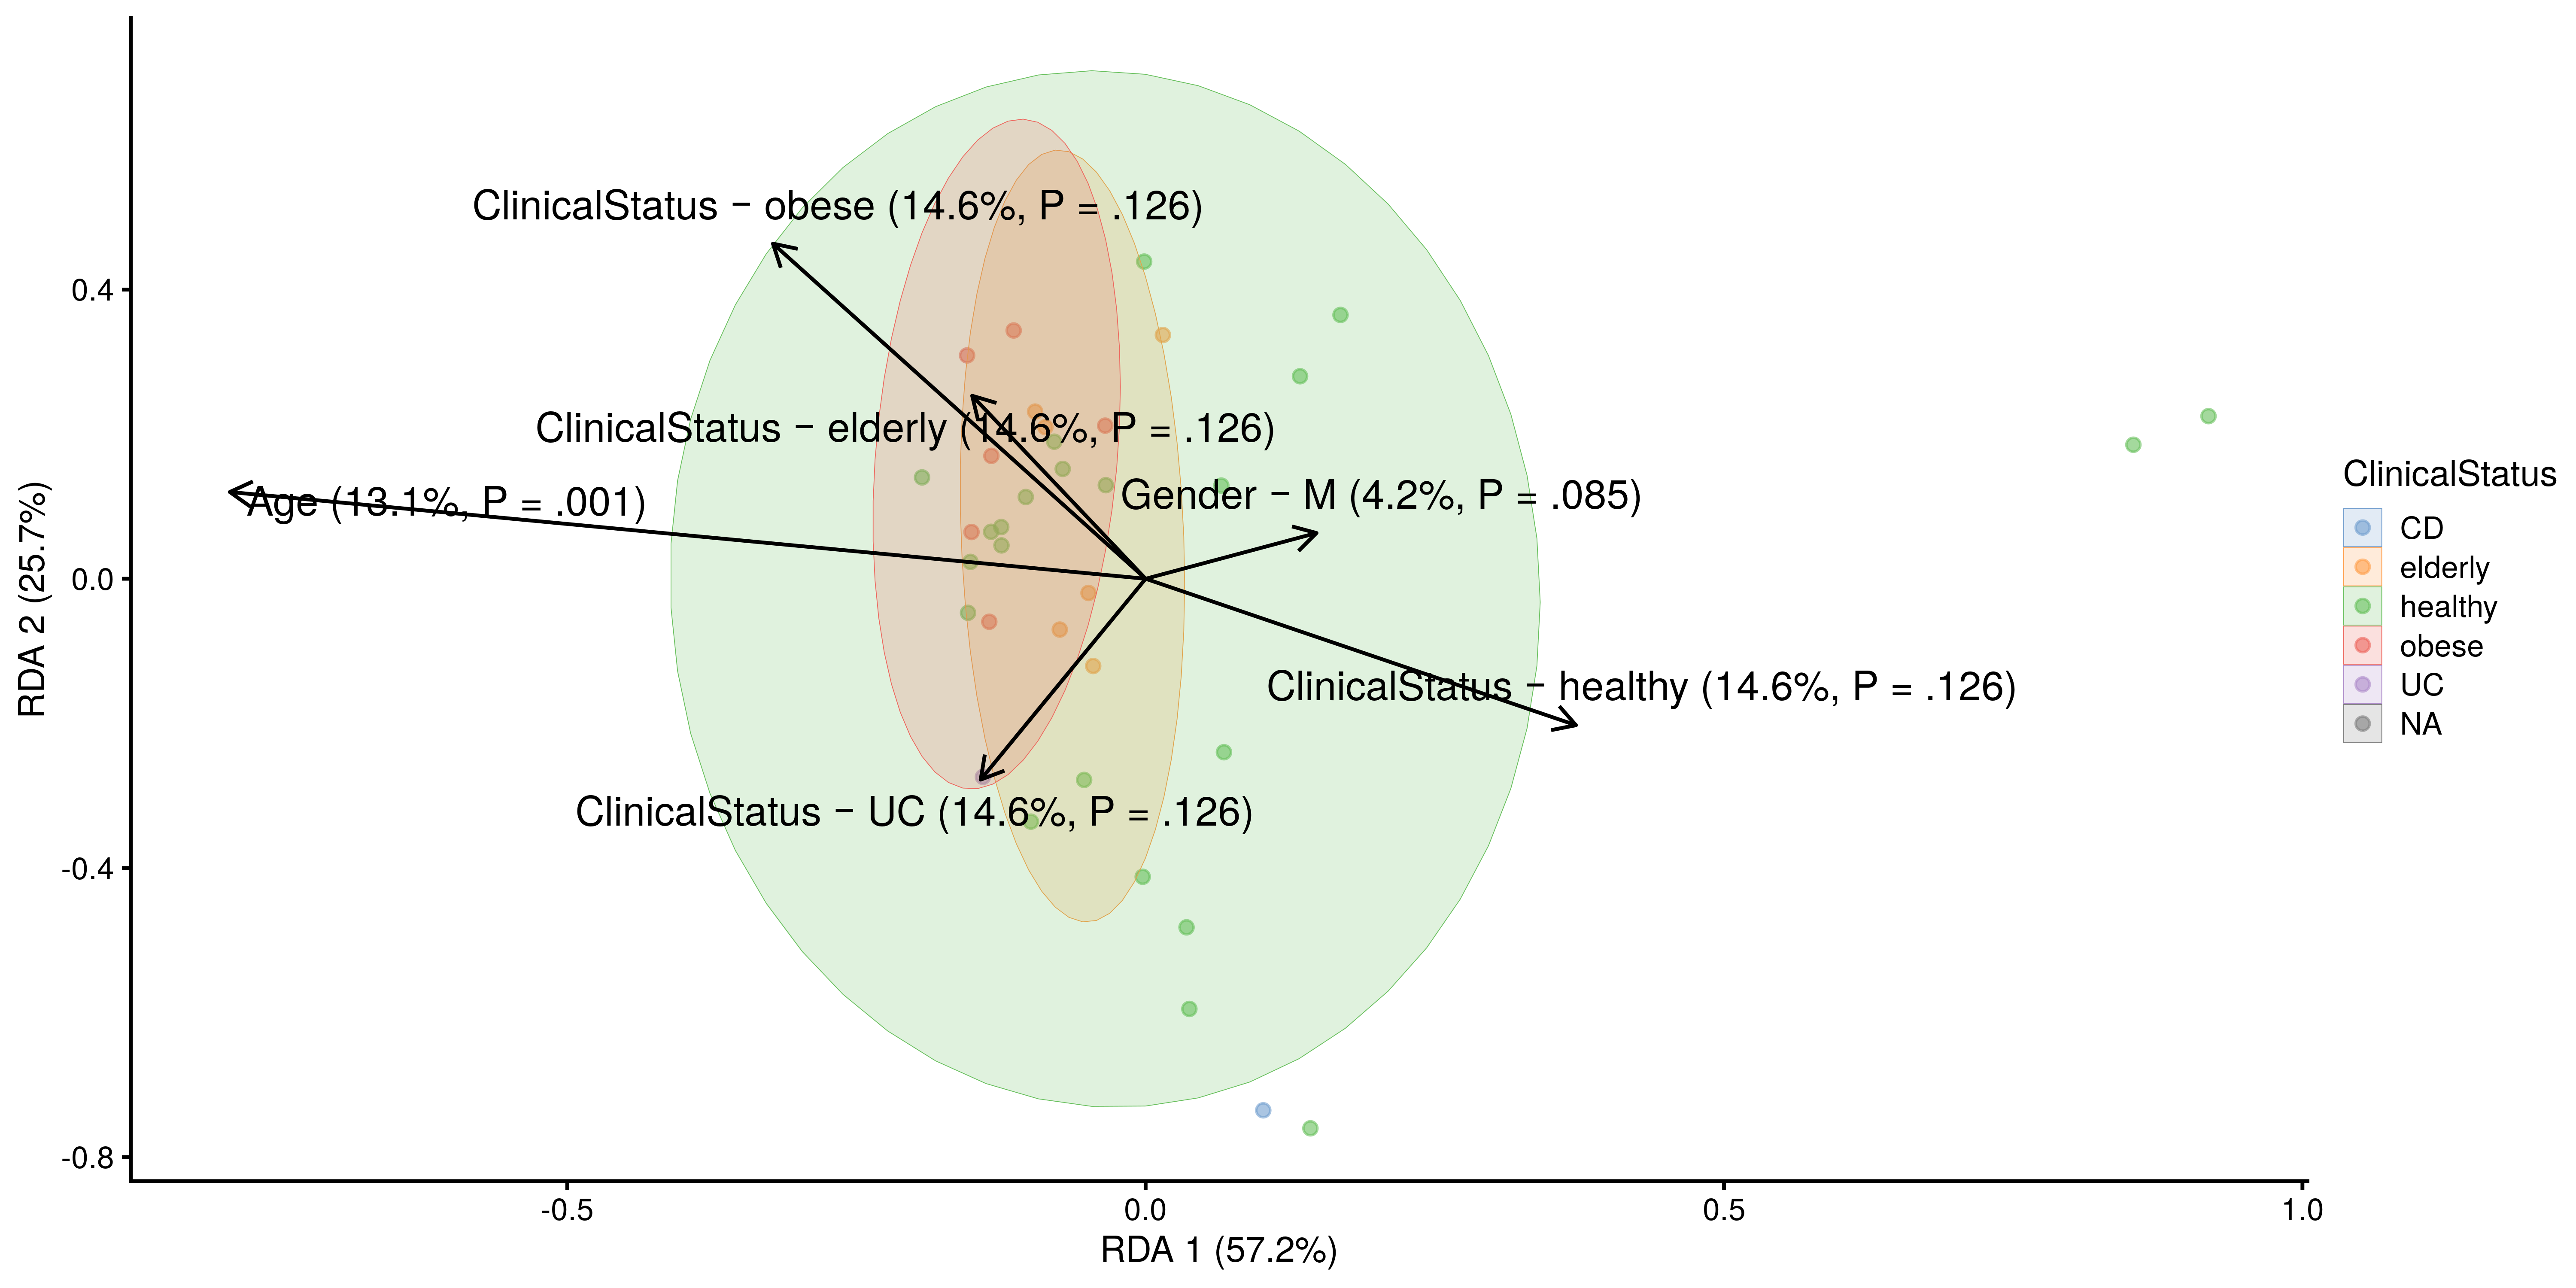 ClinicalStatus − obese (14.6%, P = .126)
ClinicalStatus − elderly (14.6%, P = .126)
Age (13.1%, P = .001)
Gender − M (4.2%, P = .085)
ClinicalStatus − healthy (14.6%, P = .126)
ClinicalStatus − UC (14.6%, P = .126)
RDA 2 (25.7%)
0.4
0.0
-0.4
-0.8
-0.5
0.0
0.5
1.0
RDA 1 (57.2%)
ClinicalStatus
CD
elderly
healthy
obese
UC
NA